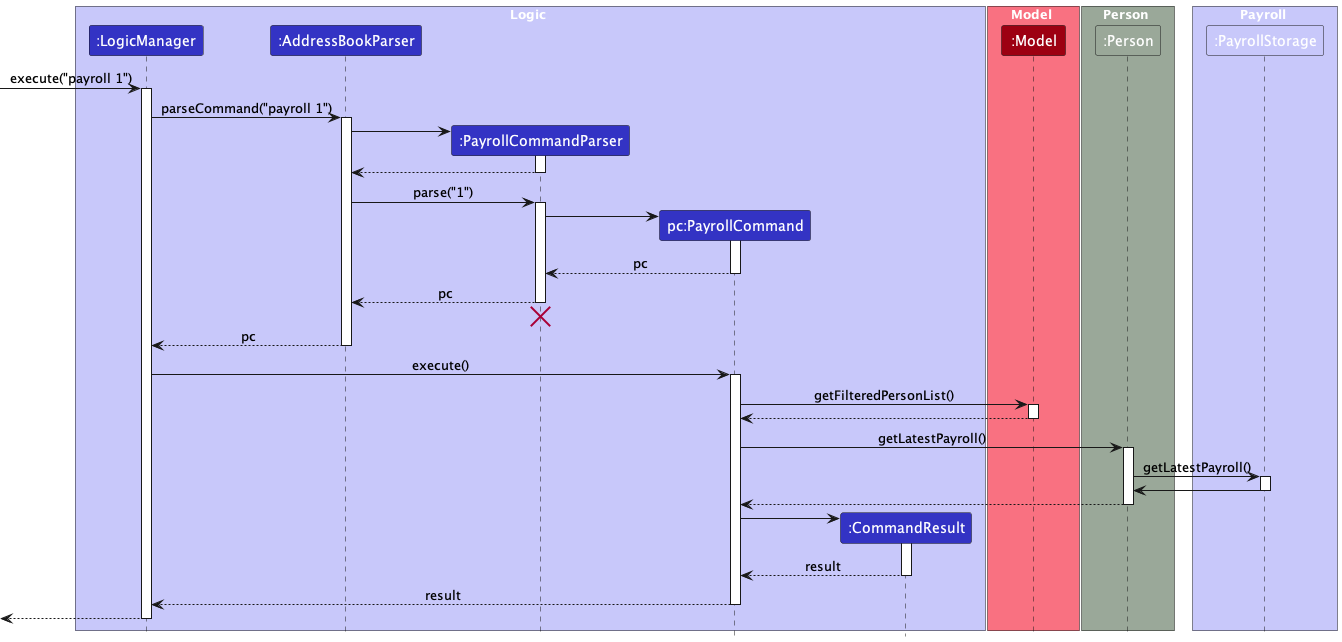 Logic
Model
Person
Payroll
:LogicManager
:AddressBookParser
:Model
:Person
:PayrollStorage
execute("payroll 1")
parseCommand("payroll 1")
:PayrollCommandParser
parse("1")
pc:PayrollCommand
pc
pc
pc
execute()
getFilteredPersonList()
getLatestPayroll()
getLatestPayroll()
:CommandResult
result
result